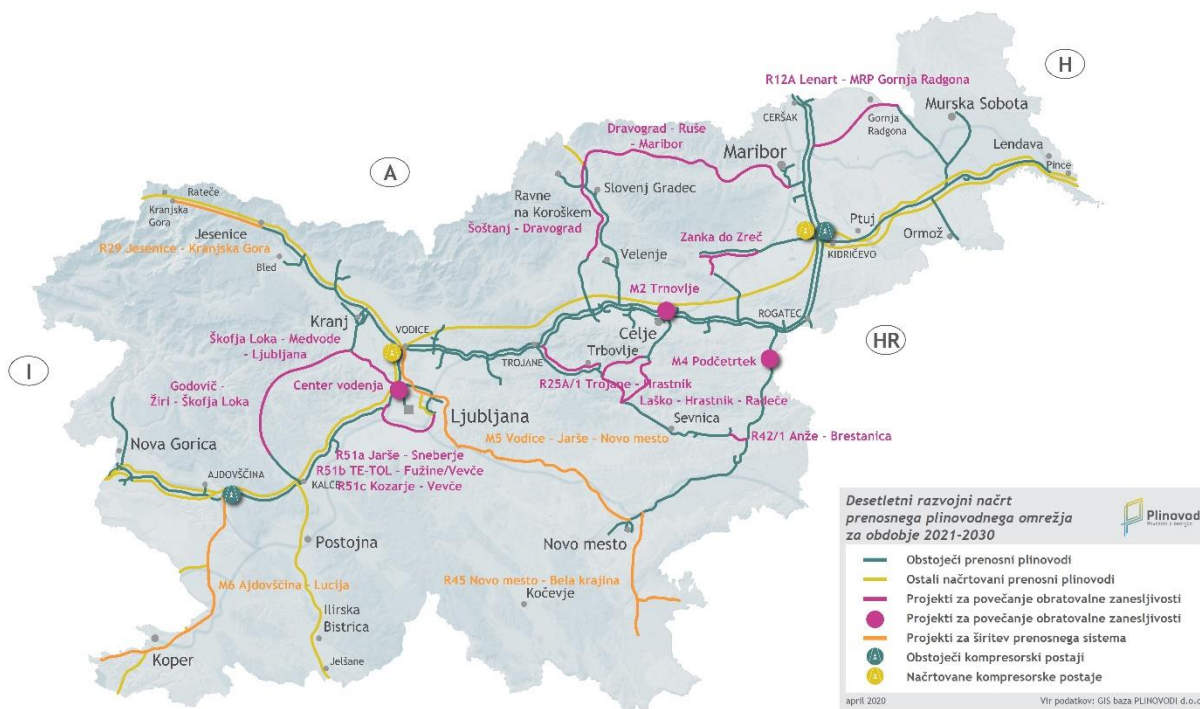 R12A Lenart - MRP Gornja Radgona
H
CERŠAK
Gornja
Radgona
Murska Sobota
Dravograd - Ruše
- Maribor
Maribor
Lendava
Pince
A
Ravne
na Koroškem
Slovenj Gradec
Rateče
Kranjska
Gora
Jesenice
R29 Jesenice - Kranjska Gora
Bled
Šoštanj - Dravograd
Velenje
Zanka do Zreč
Ptuj
KIDRIČEVO
Ormož
M2 Trnovlje
Kranj
VODICE
Celje
ROGATEC
HR
Škofja Loka - Medvode
- Ljubljana
TROJANE
Trbovlje
M4 Podčetrtek
I
Godovič -
Žiri - Škofja Loka
Center vodenja
R25A/1 Trojane - Hrastnik
Laško - Hrastnik - Radeče
Ljubljana
Sevnica
R42/1 Anže - Brestanica
Nova Gorica
M5 Vodice - Jarše - Novo mesto
R51a Jarše - Sneberje
R51b TE-TOL - Fužine/Vevče
R51c Kozarje - Vevče
AJDOVŠČINA
KALCE
Postojna
Novo mesto
M6 Ajdovščina - Lucija
R45 Novo mesto - Bela krajina
Kočevje
Ilirska
Bistrica
Koper
Jelšane
Desetletni razvojni načrt
prenosnega plinovodnega omrežja
za obdobje 2021-2030
Plinovodi
Obstoječi prenosni plinovodi
Ostali načrtovani prenosni plinovodi
Projekti za povečanje obratovalne zanesljivosti
Projekti za povečanje obratovalne zanesljivosti
Projekti za širitev prenosnega sistema
Obstoječi kompresorski postaji
Načrtovane kompresorske postaje
april 2020
Vir podatkov: GIS baza PLINOVODI d.o.o.